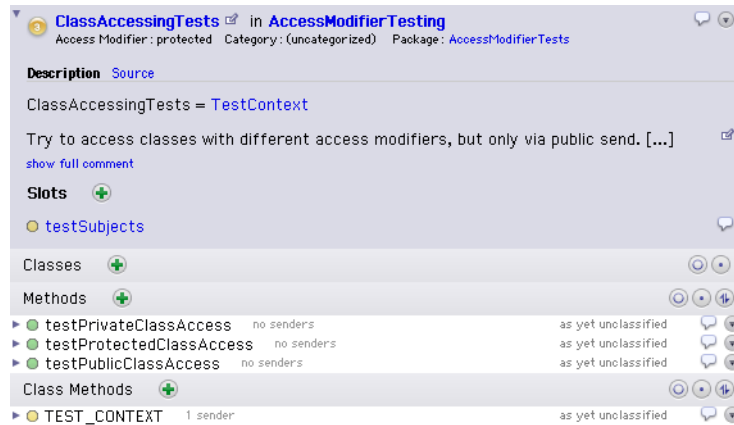 ClassAccessingTests in AccessModifierTesting
Access Modifier: protected Category: (uncategorized) Package: AccessModifierTests
Description Source
ClassAccessingTests = TestContext
Try to access classes with different access modifiers, but only via public send. [...]
show full comment
Slots
testSubjects
Classes
Methods
testPrivateClassAccess no senders as yet unclassified
testProtectedClassAccess no senders as yet unclassified
testPublicClassAccess no senders as yet unclassified
Class Methods
TEST_CONTEXT 1 sender as yet unclassified